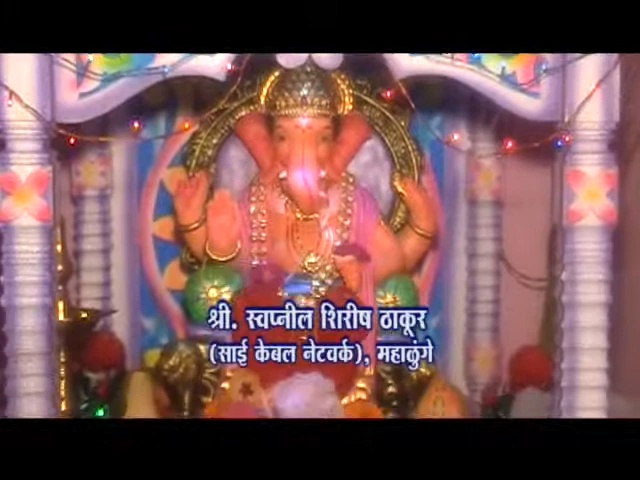 श्री. स्वप्नील शिरीष ठाकूर
(साई केबल नेटवर्क), महाळुंगे